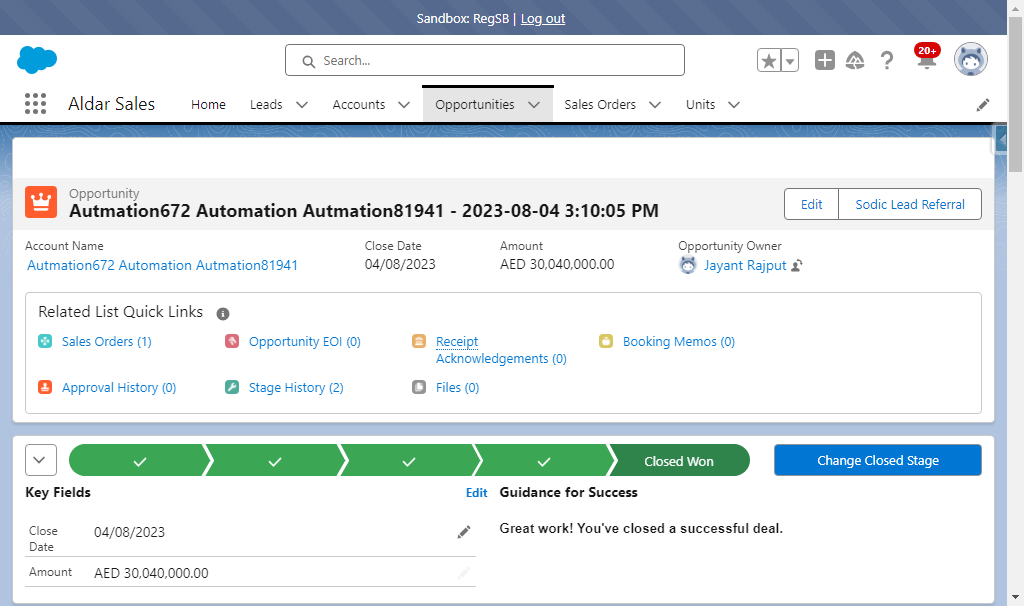 Sandbox: RegSB | Log out
Search...
20+
Aldar Sales Home Leads Accounts Opportunities Sales Orders Units
Opportunity
Autmation672 Automation Autmation81941 - 2023-08-04 3:10:05 PM
Edit Sodic Lead Referral
Account Name Close Date Amount Opportunity Owner
Autmation672 Automation Autmation81941 04/08/2023 AED 30,040,000.00 Jayant Rajput
Related List Quick Links
Sales Orders (1) Opportunity EOI (0) Receipt Booking Memos (0)
Acknowledgements (0)
Approval History (0) Stage History (2) Files (0)
Closed Won Change Closed Stage
Key Fields Edit Guidance for Success
Close 04/08/2023 Great work! You've closed a successful deal.
Date
Amount AED 30,040,000.00